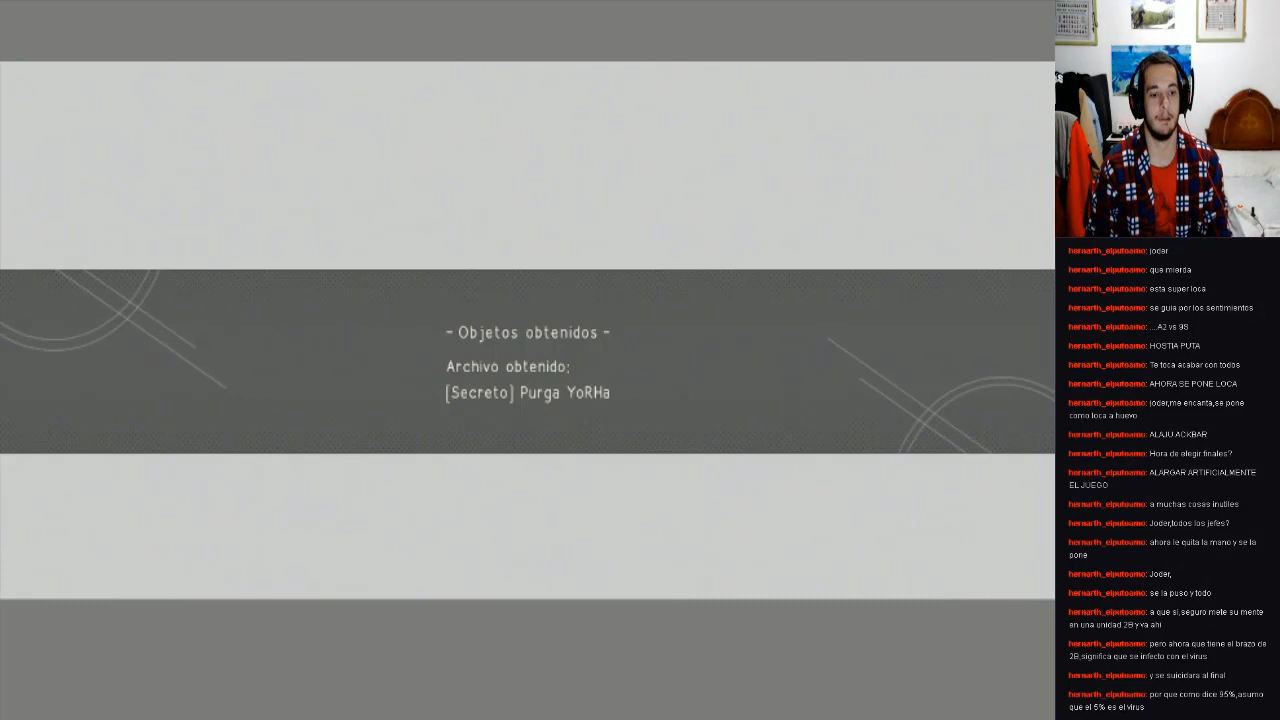 - Objetos obtenidos -
Archivo obtenido;
[Secreto] Purga YoRHa
hernarth_elputoamo: joder
hernarth_elputoamo: que mierda
hernarth_elputoamo: esta super loca
hernarth_elputoamo: se guia por los sentimientos
hernarth_elputoamo: ....A2 vs 9S
hernarth_elputoamo: HOSTIA PUTA
hernarth_elputoamo: Te toca acabar con todos
hernarth_elputoamo: AHORA SE PONE LOCA
hernarth_elputoamo: joder,me encanta,se pone
como loca a huevo
hernarth_elputoamo: ALAJU ACKBAR
hernarth_elputoamo: Hora de elegir finales?
hernarth_elputoamo: ALARGAR ARTIFICIALMENTE
EL JUEGO
hernarth_elputoamo: a muchas cosas inutiles
hernarth_elputoamo: Joder,todos los jefes?
hernarth_elputoamo: ahora le quita la mano y se la
pone
hernarth_elputoamo: Joder,
hernarth_elputoamo: se la puso y todo
hernarth_elputoamo: a que si,seguro mete su mente
en una unidad 2B y va ahi
hernarth_elputoamo: pero ahora que tiene el brazo de
2B,significa que se infecto con el virus
hernarth_elputoamo: y se suicidara al final
hernarth_elputoamo: por que como dice 95%,asumo
que el 5% es el virus